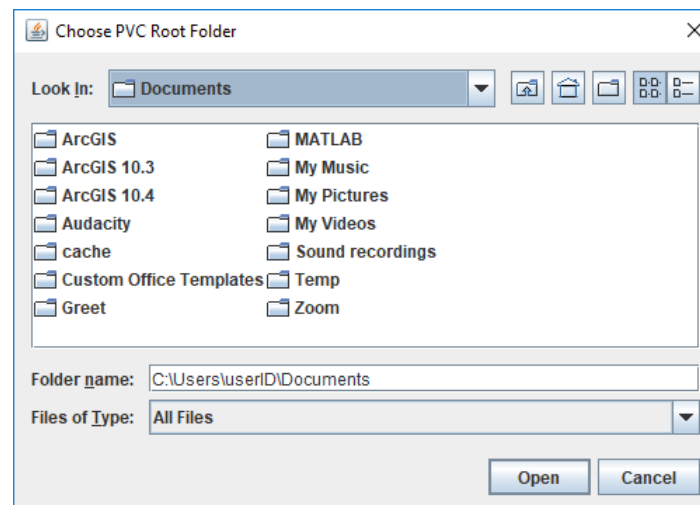 Choose PVC Root Folder
Look In: Documents
ArcGIS
ArcGIS 10.3
ArcGIS 10.4
Audacity
cache
Custom Office Templates
Greet
MATLAB
My Music
My Pictures
My Videos
Sound recordings
Temp
Zoom
Folder name: C:\Users\userID\Documents
Files of Type: All Files
Open Cancel